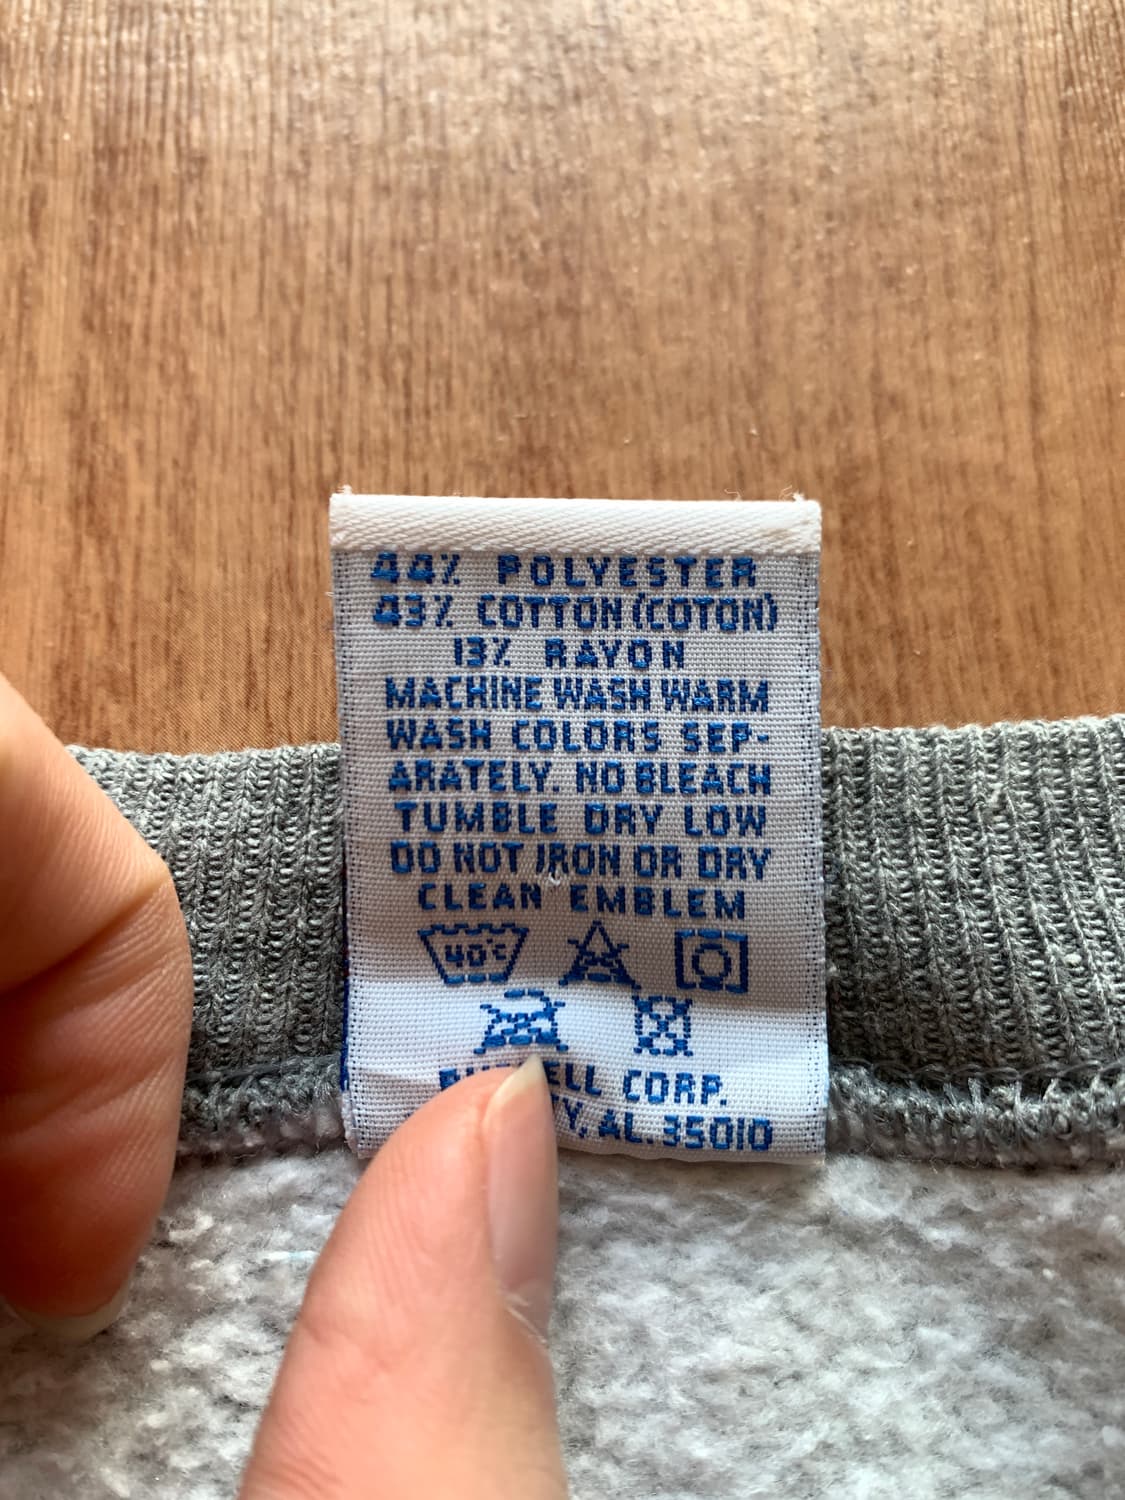 44% POLYESTER
43% COTTON (COTON)
13% RAYON
MACHINE WASH WARM
WASH COLORS SEP-
ARATELY. NO BLEACH
TUMBLE DRY LOW
DO NOT IRON OR DRY
CLEAN EMBLEM
40°C
CORP.
AL. 35010